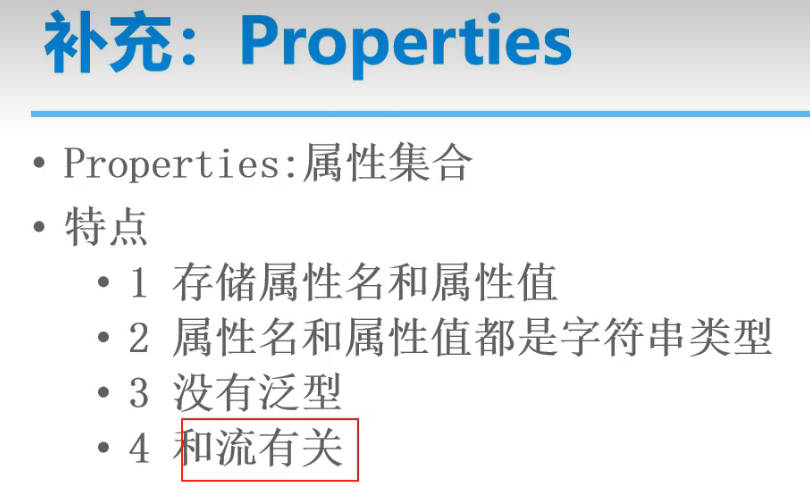 补充：Properties
• Properties:属性集合
• 特点
• 1 存储属性名和属性值
• 2 属性名和属性值都是字符串类型
• 3 没有泛型
• 4 和流有关